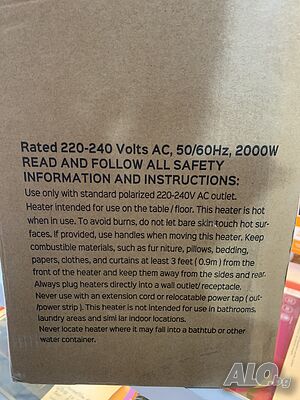 Rated 220-240 Volts AC, 50/60Hz, 2000W
READ AND FOLLOW ALL SAFETY
INFORMATION AND INSTRUCTIONS:
Use only with standard polarized 220-240V AC outlet.
Heater intended for use on the table / floor. This heater is hot
when in use. To avoid burns, do not let bare skin touch hot sur-
faces. If provided, use handles when moving this heater. Keep
combustible materials, such as fur niture, pillows, bedding,
papers, clothes, and curtains at least 3 feet ( 0.9m ) from the
front of the heater and keep them away from the sides and rear.
Always plug heaters directly into a wall outlet/ receptacle.
Never use with an extension cord or relocatable power tap ( out-
/power strip ). This heater is not intended for use in bathrooms,
laundry areas and simi lar indoor locations.
Never locate heater where it may fall into a bathtub or other
water container.
ALO.bg